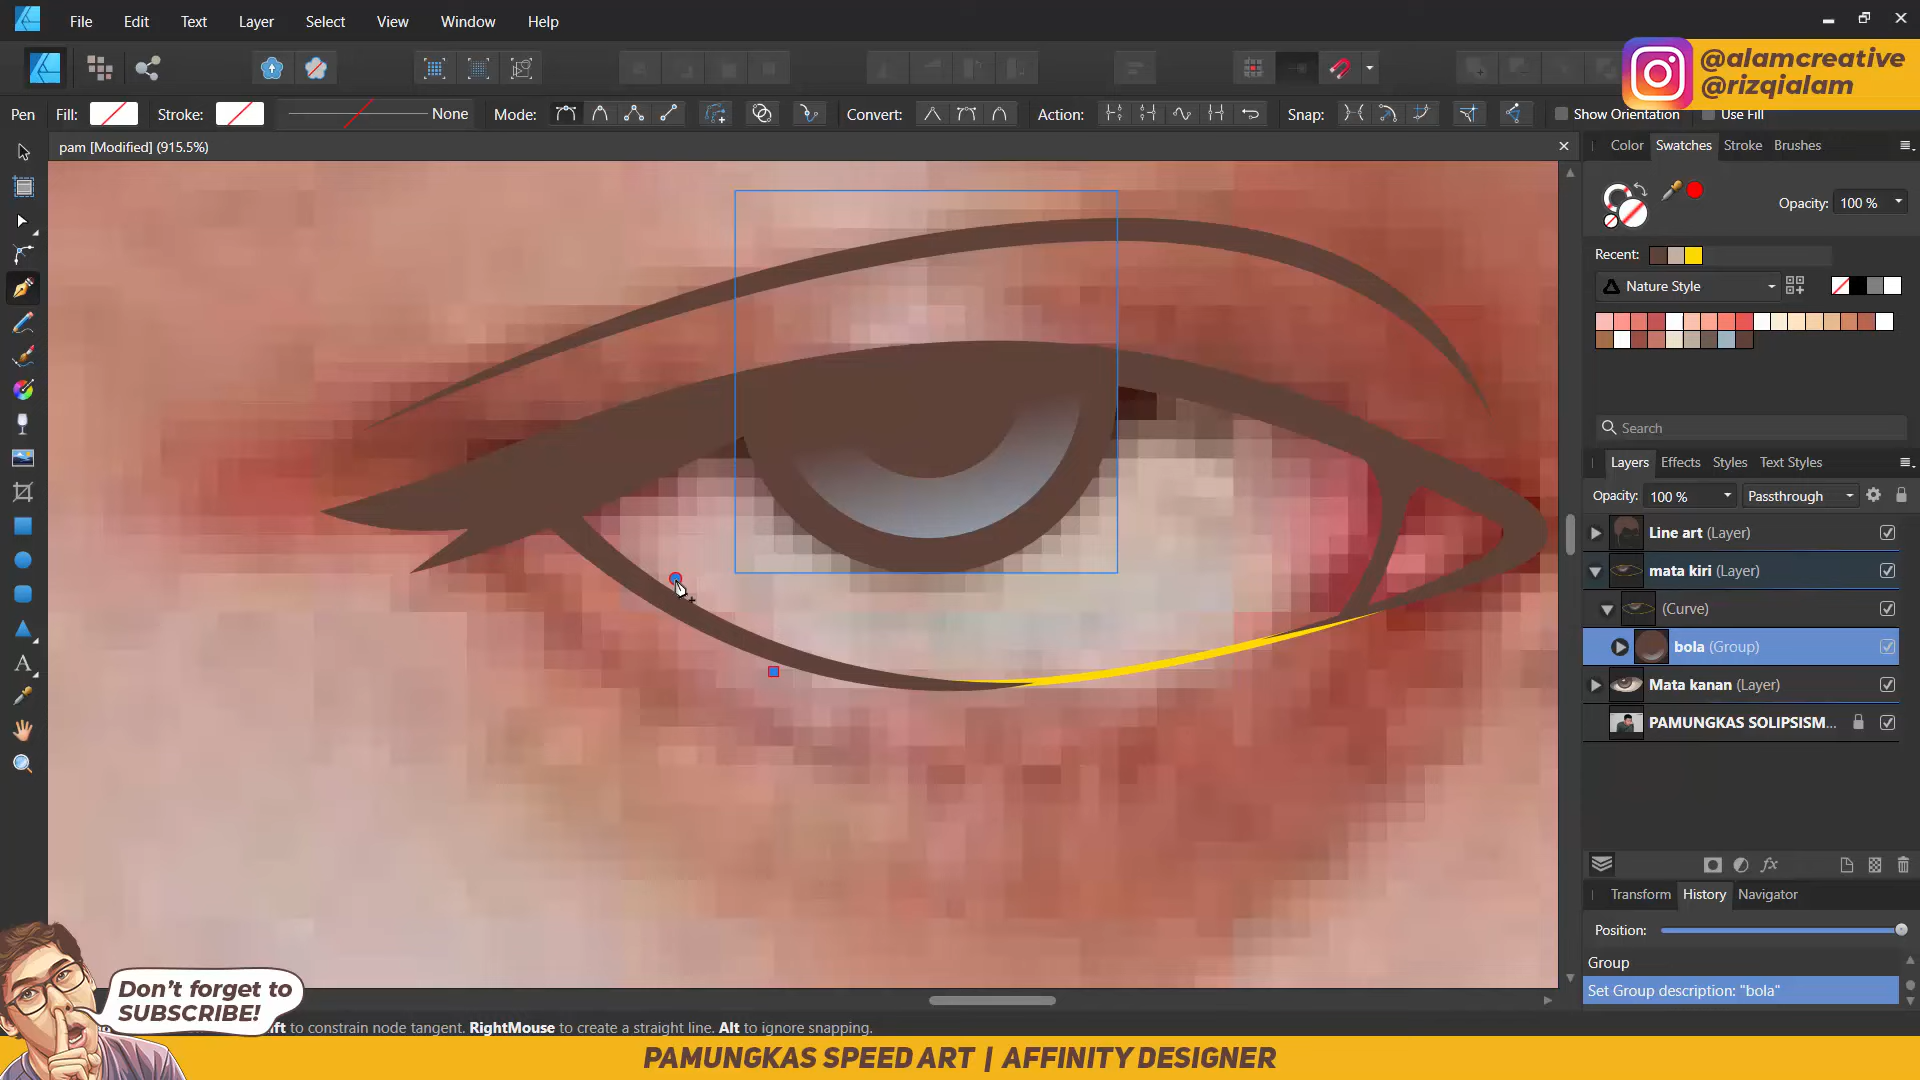 File Edit Text Layer Select View Window Help
@alamcreative
@rizqialam
Pen Fill: Stroke: None Mode: Convert: Action: Snap: Show Orientation Use Fill
pam [Modified] (915.5%)
Color Swatches Stroke Brushes
Opacity: 100 %
Recent:
Nature Style
Search
Layers Effects Styles Text Styles
Opacity: 100 % Passthrough
Line art (Layer)
mata kiri (Layer)
(Curve)
bola (Group)
Mata kanan (Layer)
PAMUNGKAS SOLIPSISM...
Transform History Navigator
Position:
Group
Set Group description: "bola"
Don't forget to
SUBSCRIBE!
to constrain node tangent. RightMouse to create a straight line. Alt to ignore snapping.
PAMUNGKAS SPEED ART | AFFINITY DESIGNER